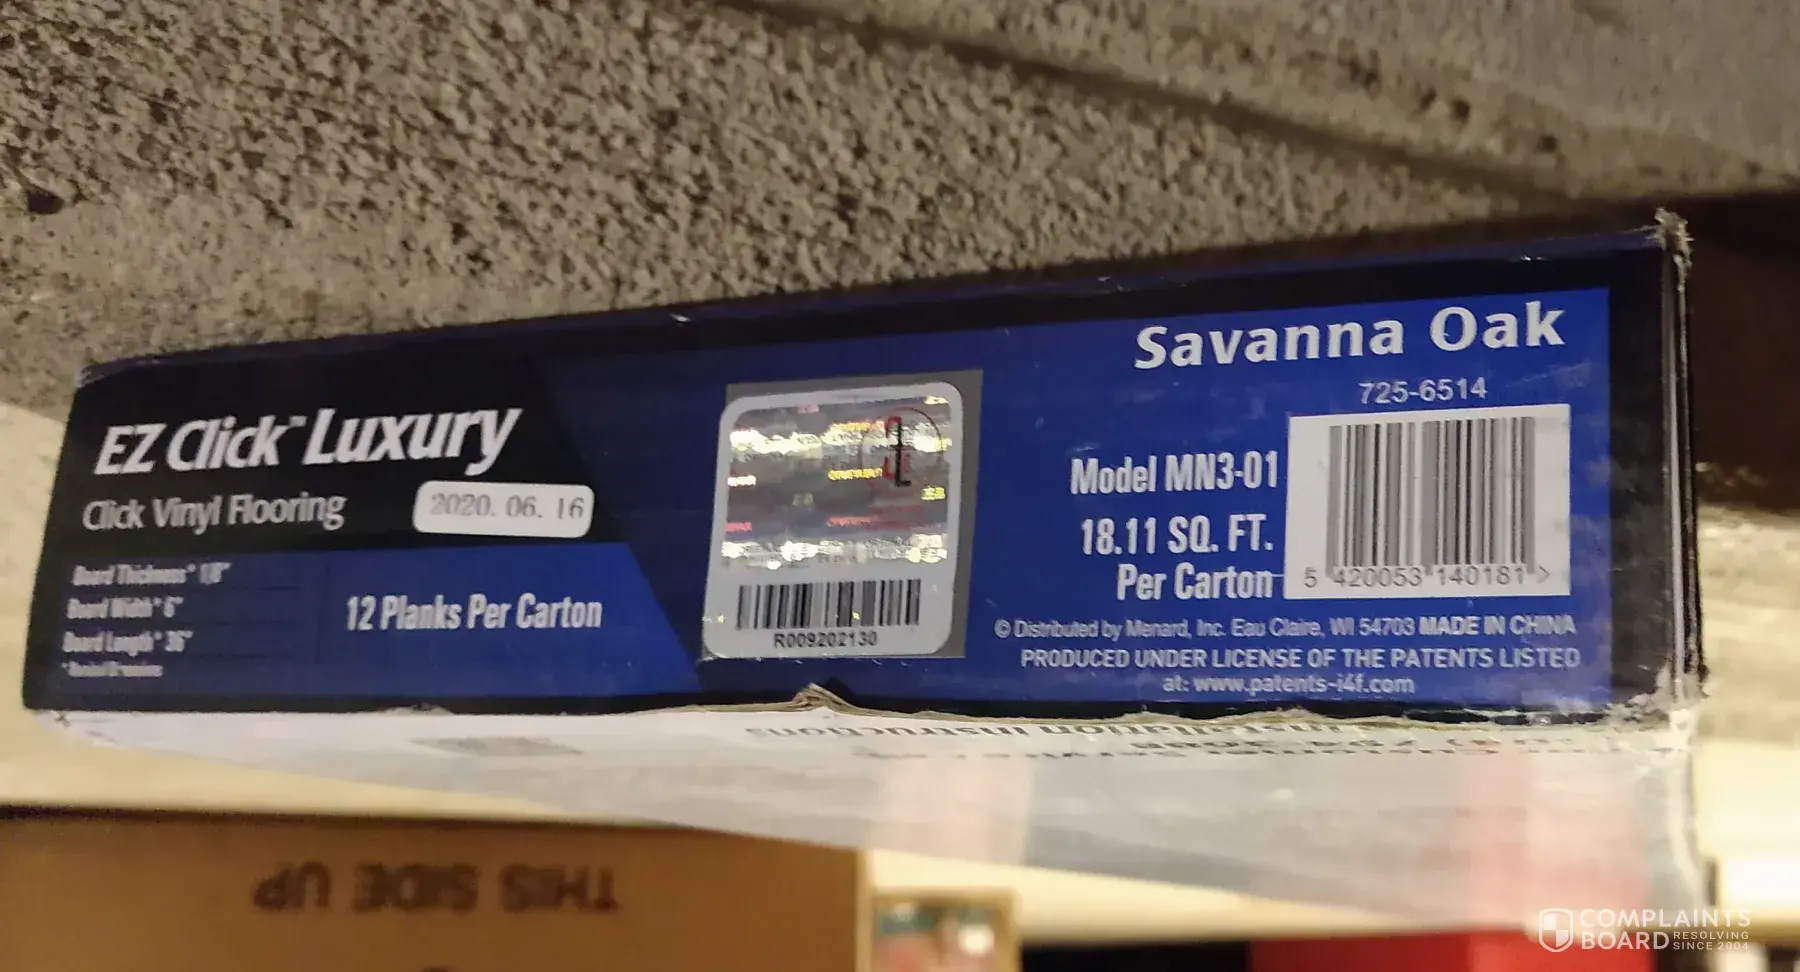 Savanna Oak
725-6514
EZ Click™ Luxury
Click Vinyl Flooring
2020. 06. 16
Board Thickness* 1/8"
Board Width* 6"
Board Length* 36"
12 Planks Per Carton
R009202130
Model MN3-01
18.11 SQ. FT.
Per Carton
5 420053 140181 >
© Distributed by Menard, Inc. Eau Claire, WI 54703 MADE IN CHINA
PRODUCED UNDER LICENSE OF THE PATENTS LISTED
at: www.patents-i4f.com
Installation Instructions
THIS SIDE UP
COMPLAINTS
BOARD RESOLVING
SINCE 2004